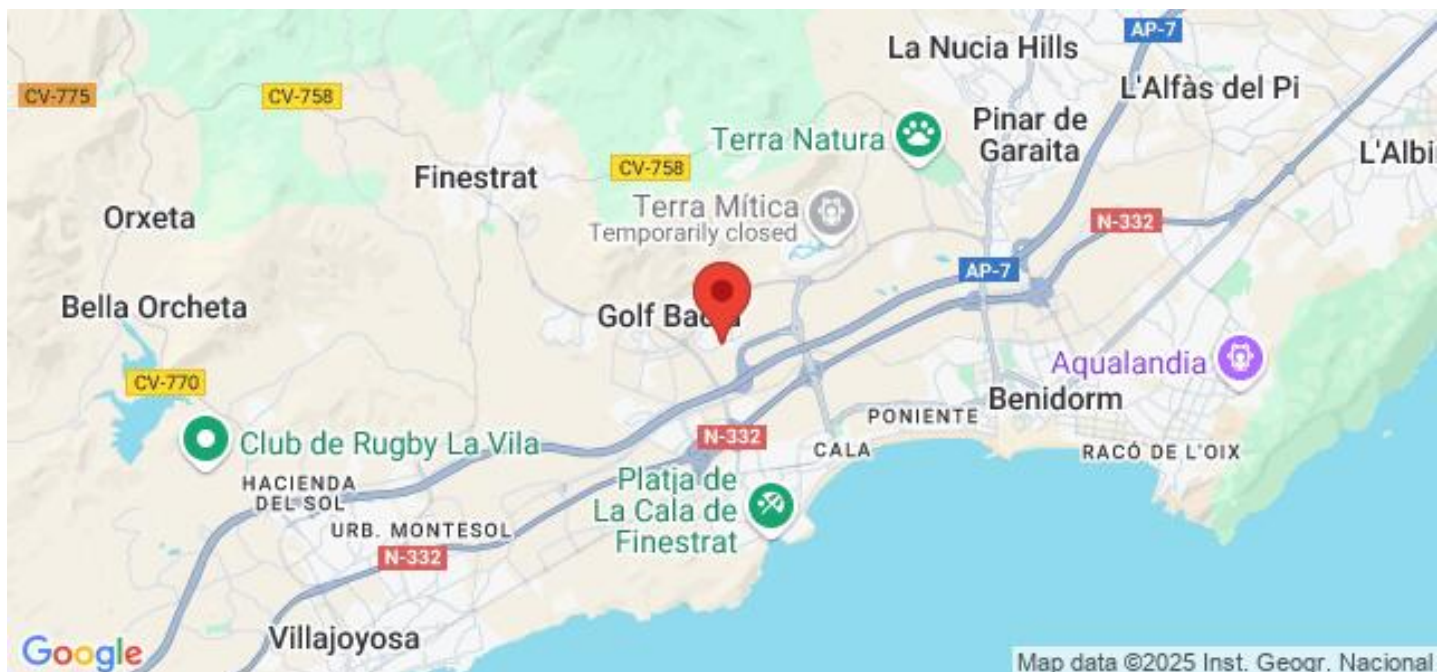 La Nucia Hills
AP-7
L'Alfàs del Pi
CV-775
CV-758
Terra Natura
Pinar de
Garaita
L'Albi
Finestrat
CV-758
Orxeta
Terra Mítica
Temporarily closed
N-332
AP-7
Bella Orcheta
Golf
Aqualandia
CV-770
Benidorm
PONIENTE
Club de Rugby La Vila
N-332
CALA
RACÓ DE L'OIX
HACIENDA
DEL SOL
Platja de
La Cala de
Finestrat
URB. MONTESOL
N-332
Villajoyosa
Google
Map data ©2025 Inst. Geogr. Nacional